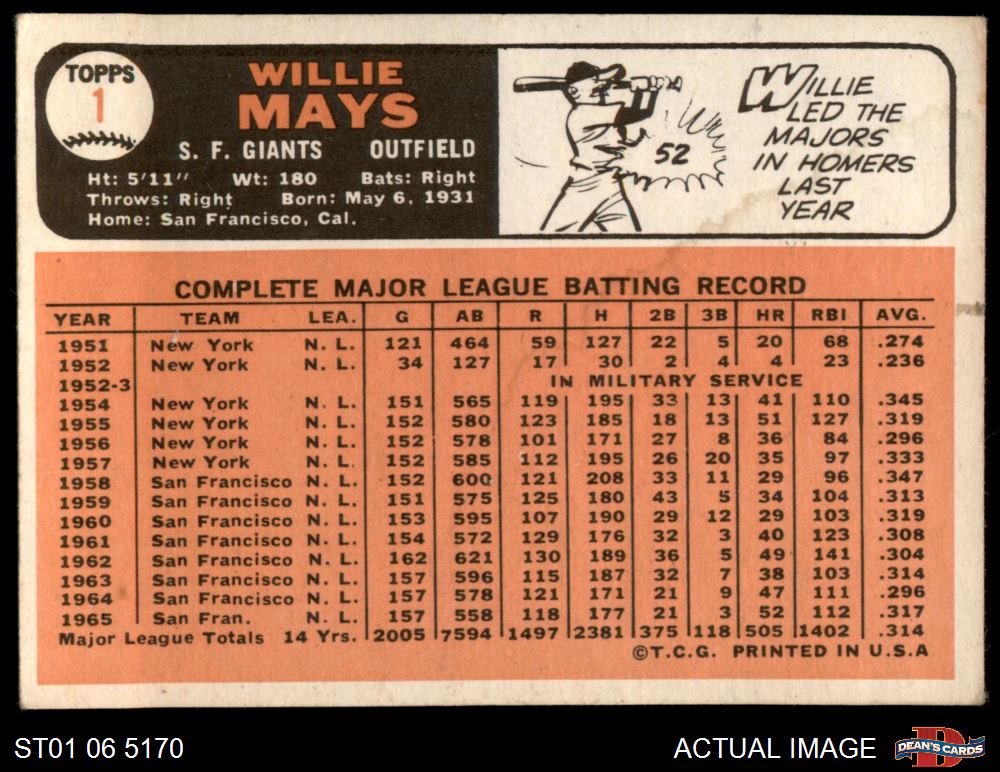 TOPPS
1
WILLIE
MAYS
S. F. GIANTS OUTFIELD
Ht: 5'11" Wt: 180 Bats: Right
Throws: Right Born: May 6, 1931
Home: San Francisco, Cal.
52
WILLIE
LED THE
MAJORS
IN HOMERS
LAST
YEAR
COMPLETE MAJOR LEAGUE BATTING RECORD
YEAR TEAM LEA. G AB R H 2B 3B HR RBI AVG.
1951 New York N. L. 121 464 59 127 22 5 20 68 .274
1952 New York N. L. 34 127 17 30 2 4 4 23 .236
1952-3 IN MILITARY SERVICE
1954 New York N. L. 151 565 119 195 33 13 41 110 .345
1955 New York N. L. 152 580 123 185 18 13 51 127 .319
1956 New York N. L. 152 578 101 171 27 8 36 84 .296
1957 New York N. L. 152 585 112 195 26 20 35 97 .333
1958 San Francisco N. L. 152 600 121 208 33 11 29 96 .347
1959 San Francisco N. L. 151 575 125 180 43 5 34 104 .313
1960 San Francisco N. L. 153 595 107 190 29 12 29 103 .319
1961 San Francisco N. L. 154 572 129 176 32 3 40 123 .308
1962 San Francisco N. L. 162 621 130 189 36 5 49 141 .304
1963 San Francisco N. L. 157 596 115 187 32 7 38 103 .314
1964 San Francisco N. L. 157 578 121 171 21 9 47 111 .296
1965 San Fran. N. L. 157 558 118 177 21 3 52 112 .317
Major League Totals 14 Yrs. 2005 7594 1497 2381 375 118 505 1402 .314
©T.C.G. PRINTED IN U.S.A
ST01 06 5170
ACTUAL IMAGE
D
DEAN'S CARDS